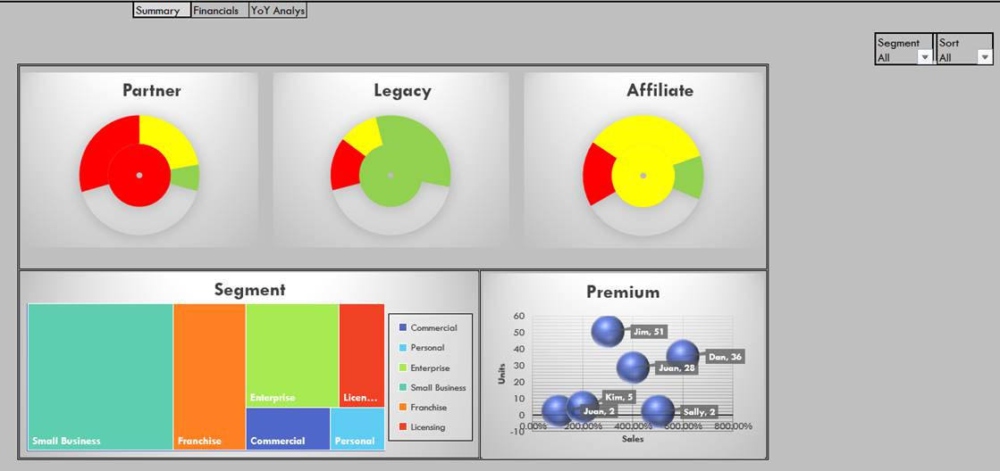 Summary
Financials
YoY Analys
Segment
All
Sort
All
Partner
Legacy
Affiliate
Segment
Small Business
Franchise
Enterprise
Licen...
Commercial
Personal
Commercial
Personal
Enterprise
Small Business
Franchise
Licensing
Premium
Units
60
50
40
30
20
10
0
-10
Jim, 51
Dan, 36
Juan, 28
Kim, 5
Juan, 2
Sally, 2
0.00%
200.00%
400.00%
600.00%
800.00%
Sales